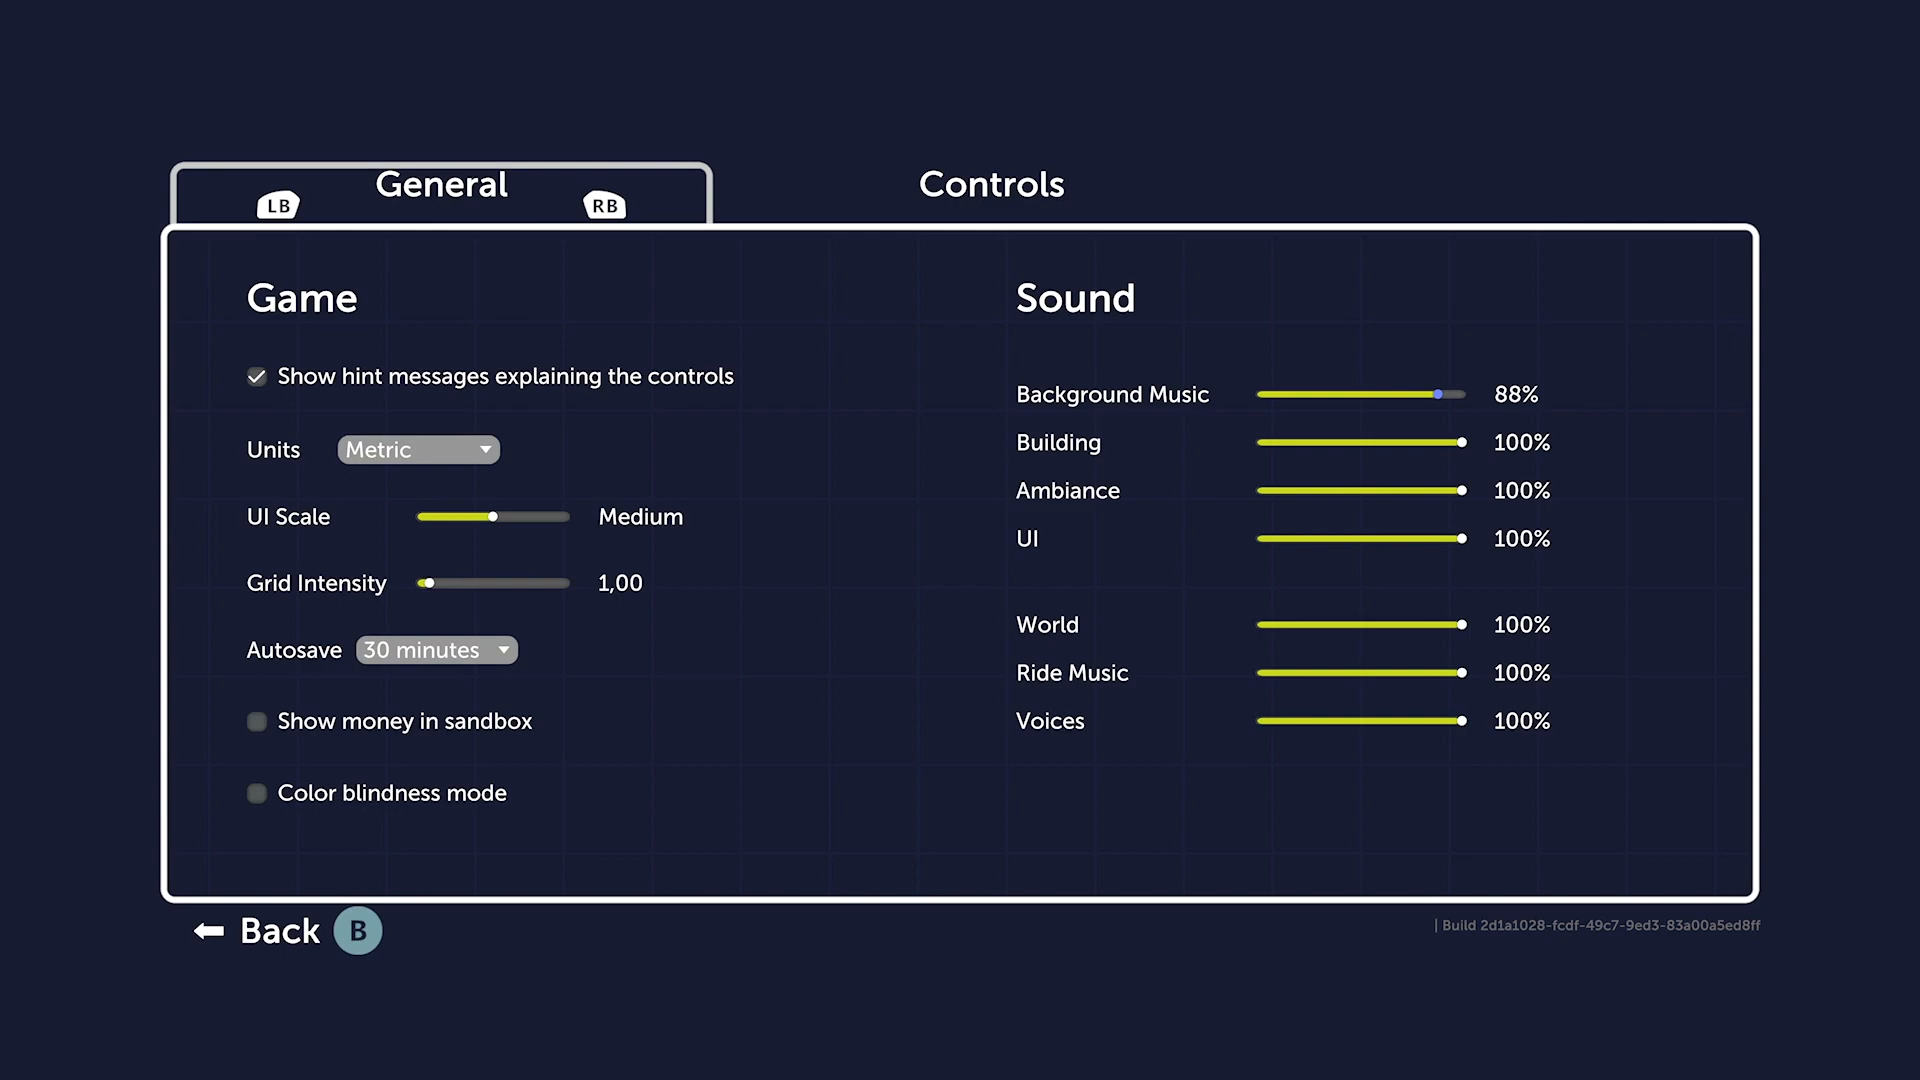 General
Controls
LB
RB
Game
Show hint messages explaining the controls
Units Metric
UI Scale Medium
Grid Intensity 1,00
Autosave 30 minutes
Show money in sandbox
Color blindness mode
Sound
Background Music 88%
Building 100%
Ambiance 100%
UI 100%
World 100%
Ride Music 100%
Voices 100%
Back B
| Build 2d1a1028-fcdf-49c7-9ed3-83a00a5ed8ff